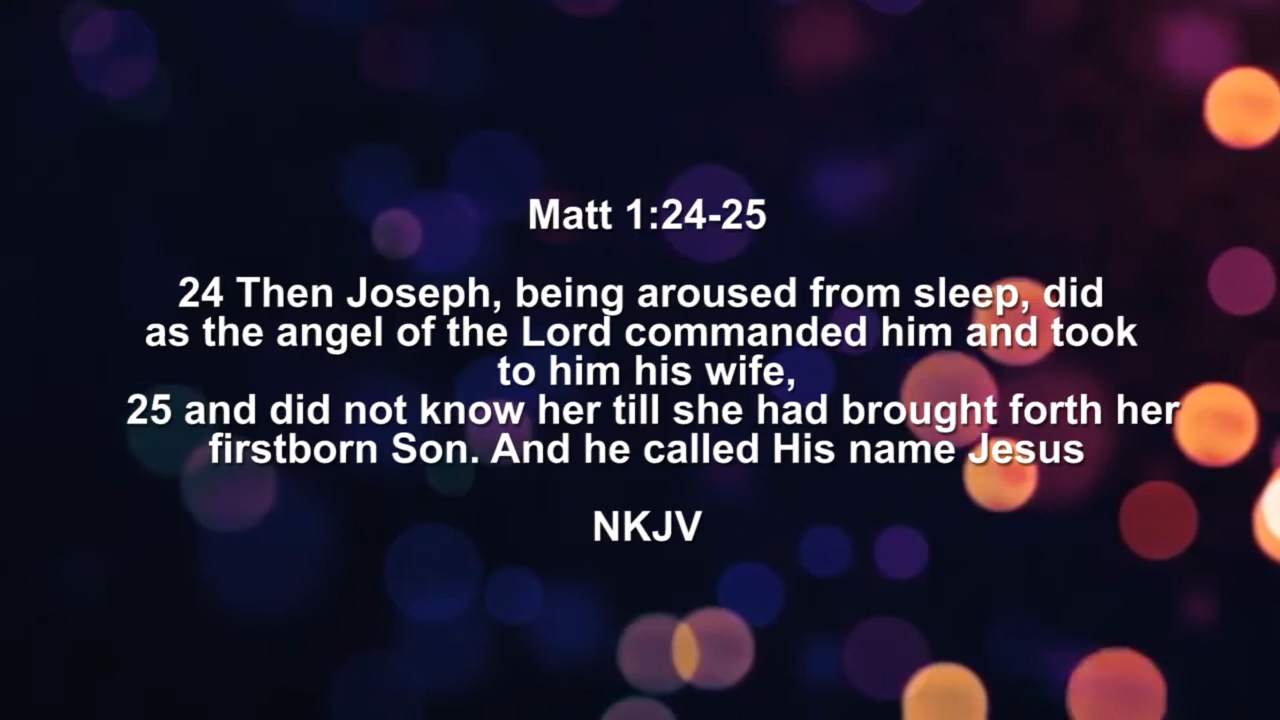 Matt 1:24-25
24 Then Joseph, being aroused from sleep, did
as the angel of the Lord commanded him and took
to him his wife,
25 and did not know her till she had brought forth her
firstborn Son. And he called His name Jesus
NKJV